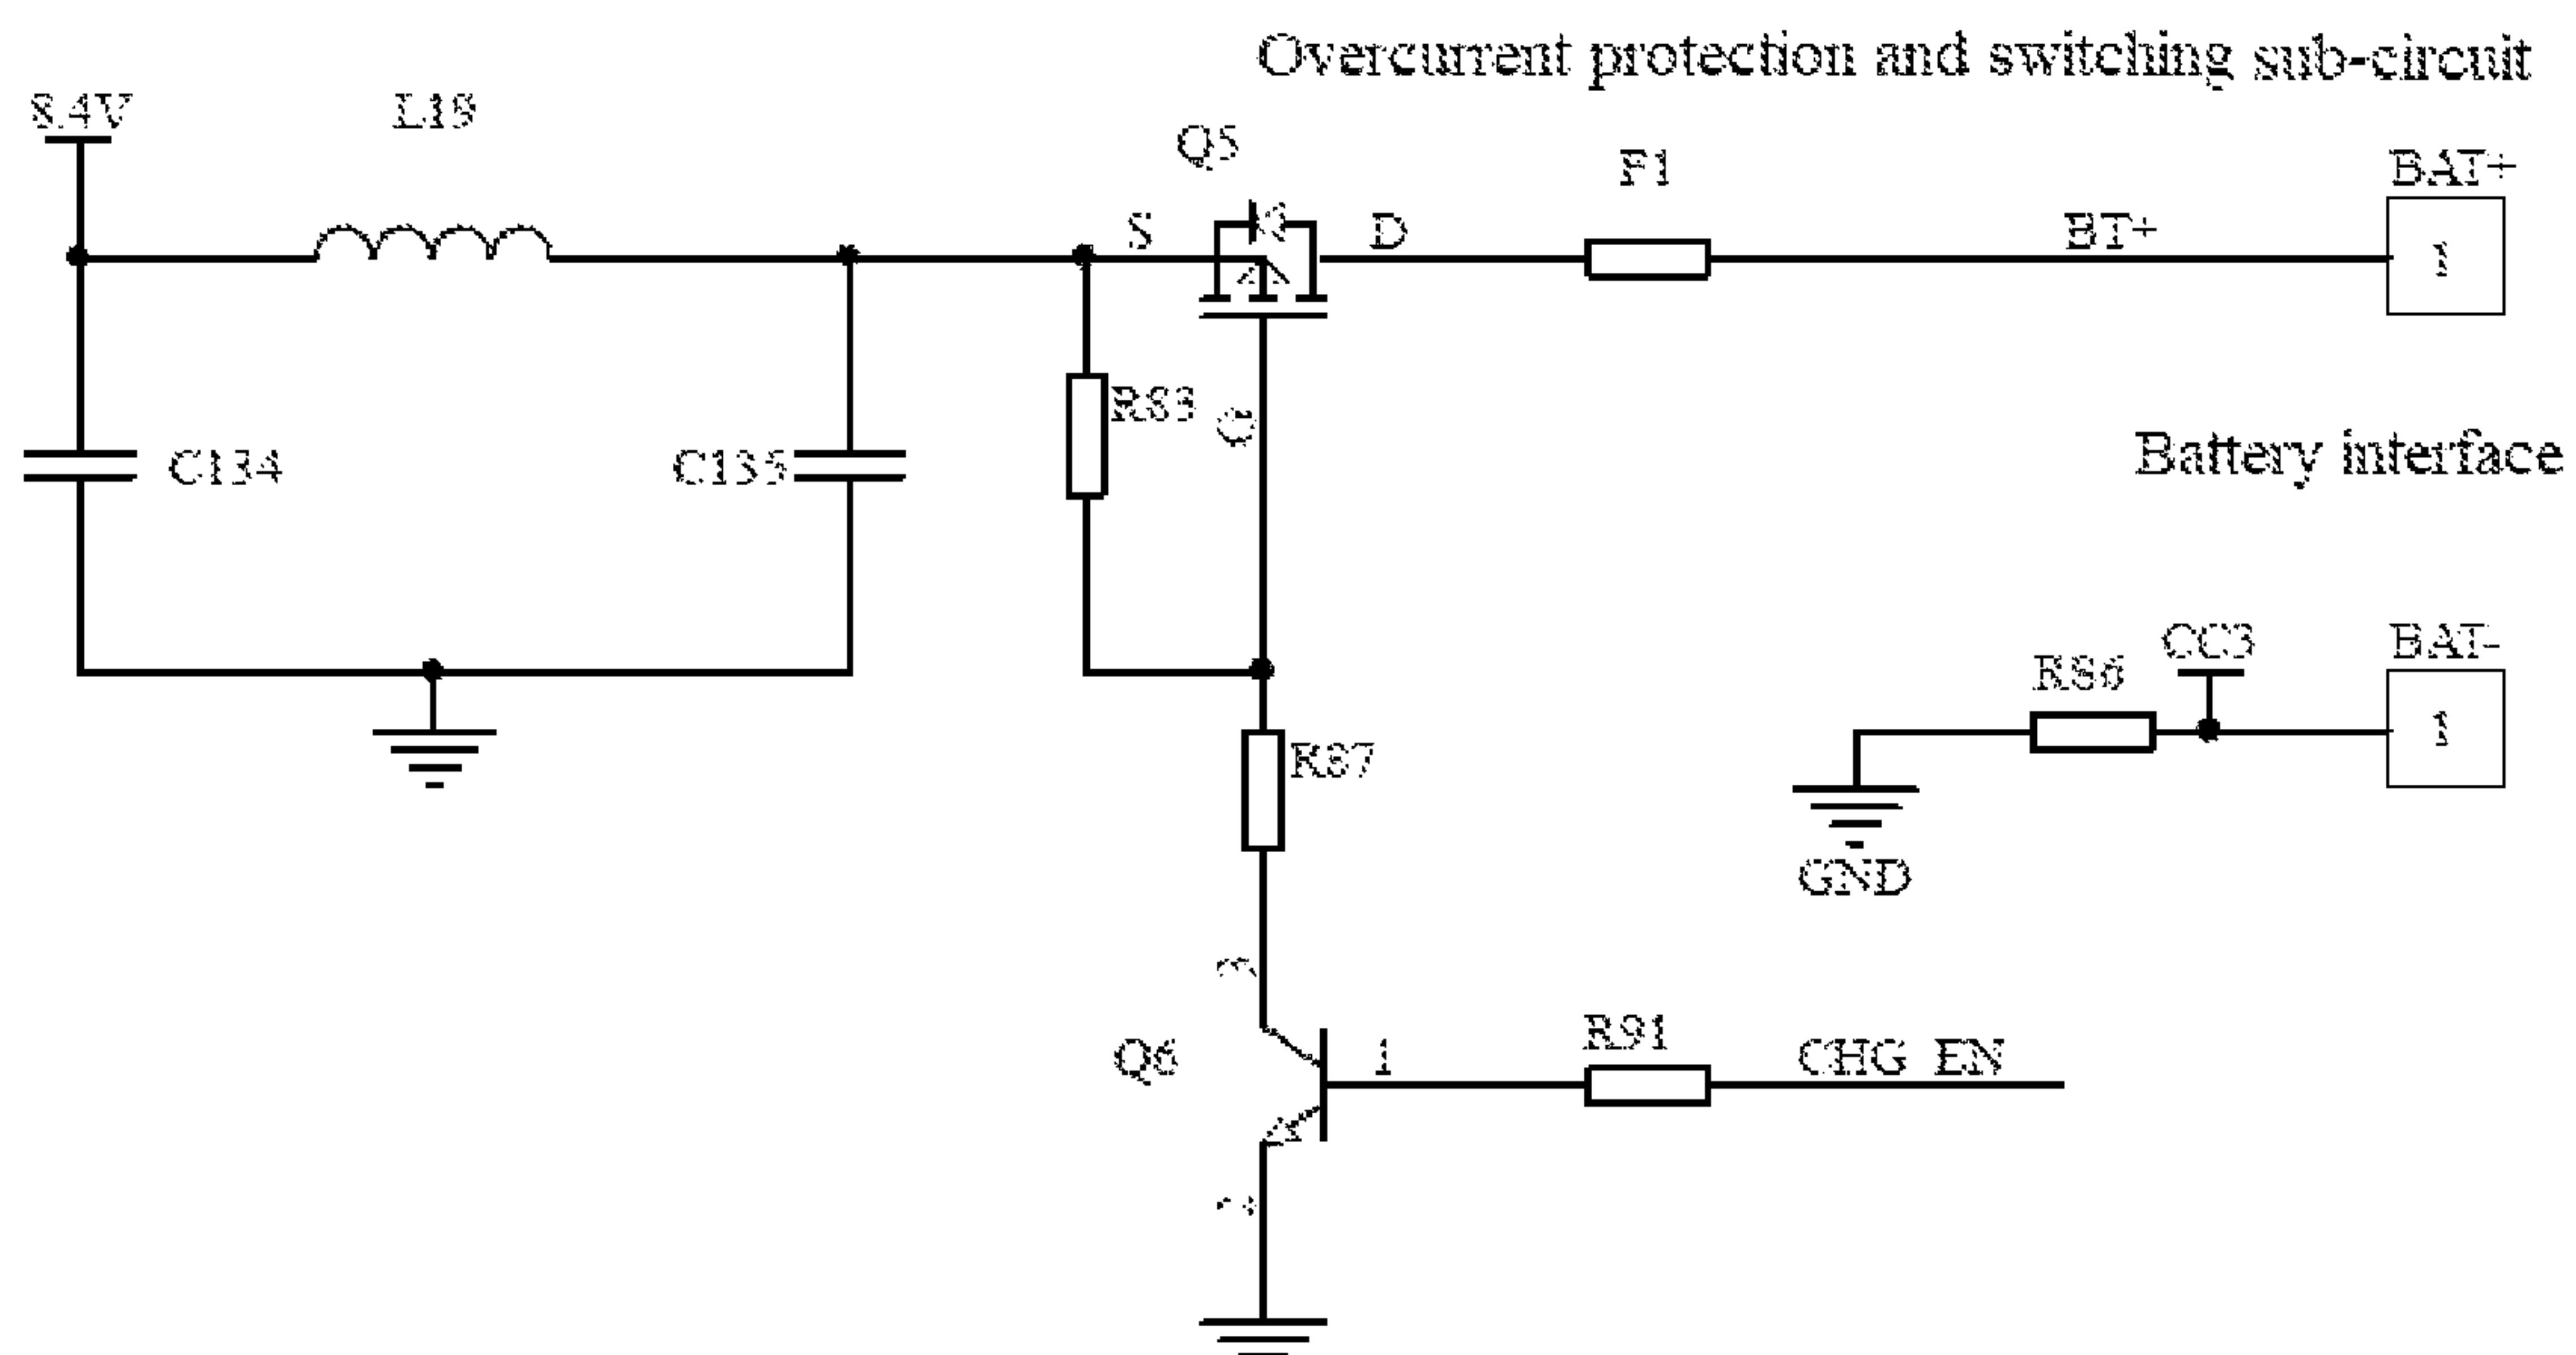 Overcurrent protection and switching sub-circuit
8.4V
L19
Q5
F1
BAT+
S
D
BT+
1
R83
G
C134
C135
Battery interface
CC3
BAT-
R86
1
R87
GND
3
Q6
1
R91
CHG_EN
2